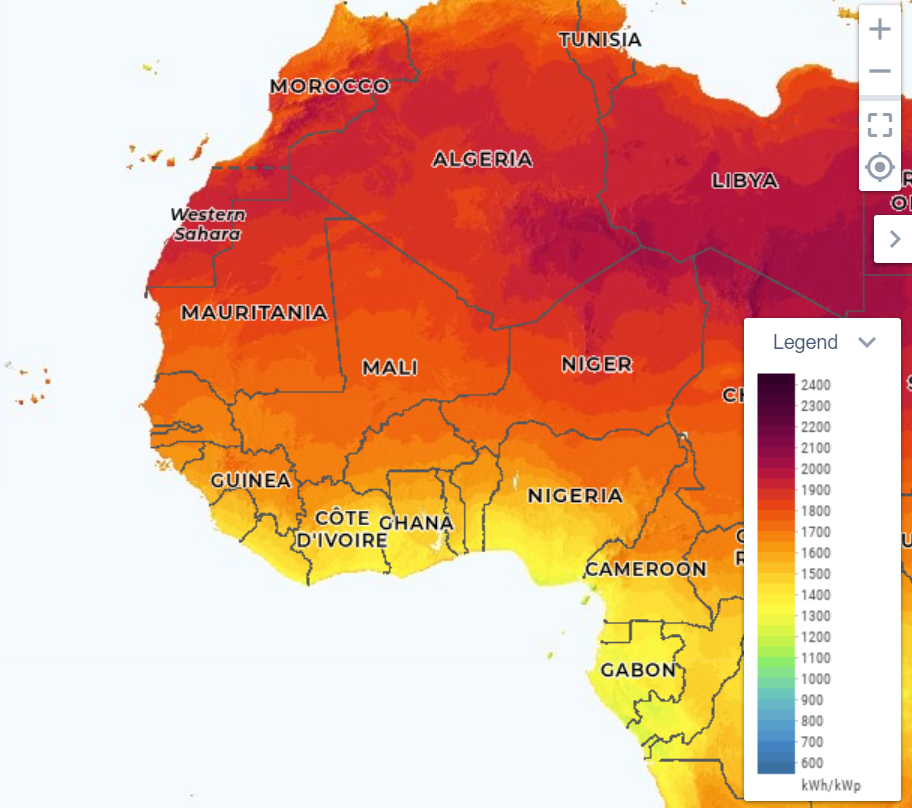 TUNISIA
MOROCCO
ALGERIA
LIBYA
Western
Sahara
MAURITANIA
MALI
NIGER
GUINEA
NIGERIA
CÔTE
D'IVOIRE
GHANA
CAMEROON
GABON
Legend
2400
2300
2200
2100
2000
1900
1800
1700
1600
1500
1400
1300
1200
1100
1000
900
800
700
600
kWh/kWp